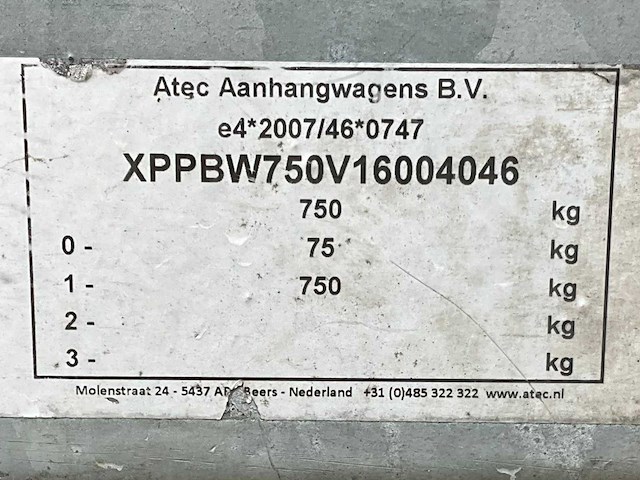 Atec Aanhangwagens B.V.
e4*2007/46*0747
XPPBW750V16004046
750 kg
0- 75 kg
1- 750 kg
2- kg
3- kg
Molenstraat 24 - 5437 Beers - Nederland +31 (0)485 322 322 www.atec.nl